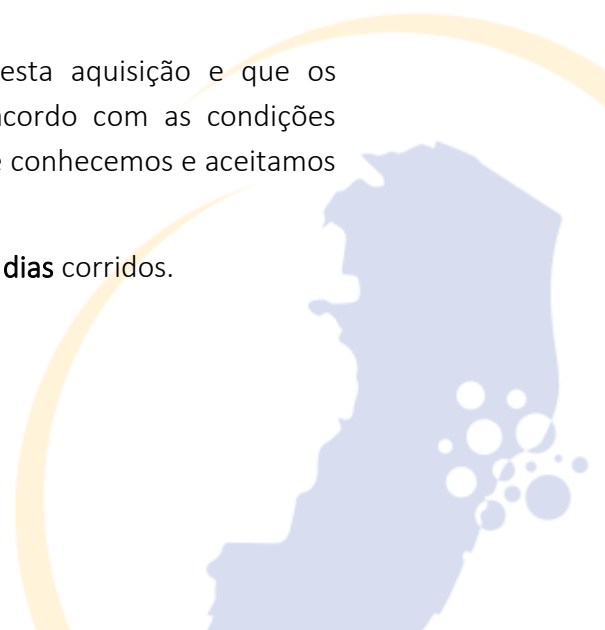 esta aquisição e que os
acordo com as condições
e conhecemos e aceitamos
dias corridos.